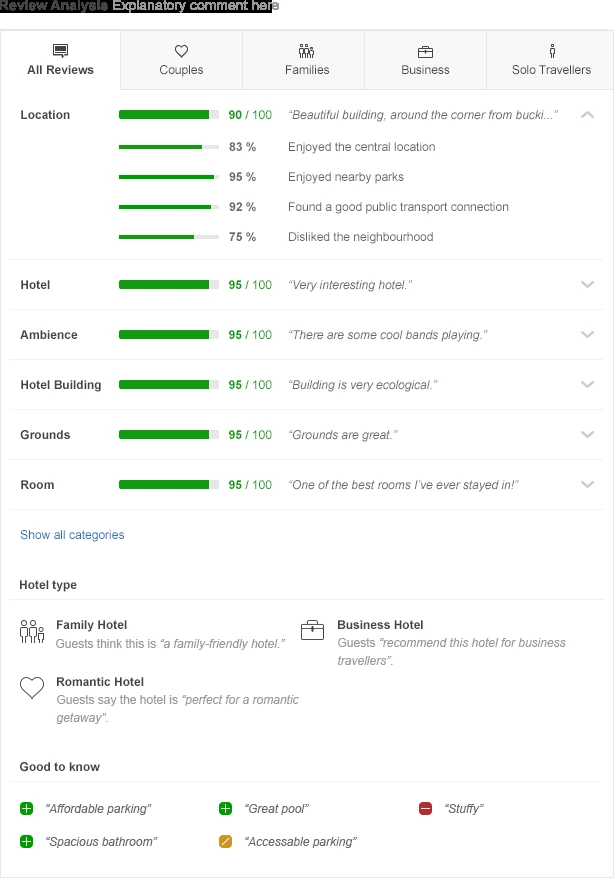 Review Analysis Explanatory comment here
All Reviews
Couples
Families
Business
Solo Travellers
Location 90 / 100 “Beautiful building, around the corner from bucki...”
83 % Enjoyed the central location
95 % Enjoyed nearby parks
92 % Found a good public transport connection
75 % Disliked the neighbourhood
Hotel 95 / 100 “Very interesting hotel.”
Ambience 95 / 100 “There are some cool bands playing.”
Hotel Building 95 / 100 “Building is very ecological.”
Grounds 95 / 100 “Grounds are great.”
Room 95 / 100 “One of the best rooms I’ve ever stayed in!”
Show all categories
Hotel type
Family Hotel
Guests think this is “a family-friendly hotel.”
Business Hotel
Guests “recommend this hotel for business
travellers”.
Romantic Hotel
Guests say the hotel is “perfect for a romantic
getaway”.
Good to know
“Affordable parking” “Great pool” “Stuffy”
“Spacious bathroom” “Accessable parking”